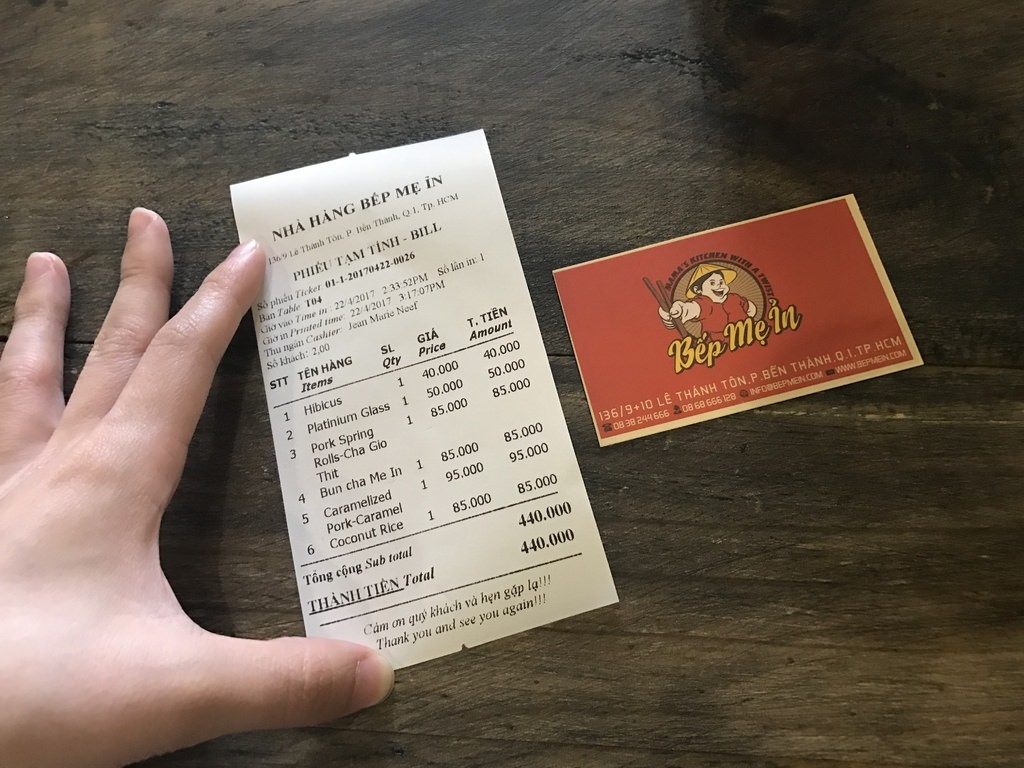 NHÀ HÀNG BẾP MẸ ỈN
136/9 Lê Thánh Tôn, P. Bến Thành, Q.1, Tp. HCM
PHIẾU TẠM TÍNH - BILL
Số phiếu Ticket 01-1-20170422-0026
Bàn Table T04
Giờ vào Time in : 22/4/2017 2:33:52PM Số lần in: 1
Giờ in Printed time: 22/4/2017 3:17:07PM
Thu ngân Cashier: Jean Marie Neef
Số khách: 2,00
STT TÊN HÀNG SL GIÁ T. TIỀN
Items Qty Price Amount
1 Hibicus 1 40.000 40.000
2 Platinium Glass 1 50.000 50.000
3 Pork Spring 1 85.000 85.000
Rolls-Cha Gio
Thit
4 Bun cha Me In 1 85.000 85.000
5 Caramelized 1 95.000 95.000
Pork-Caramel
6 Coconut Rice 1 85.000 85.000
Tổng cộng Sub total 440.000
THÀNH TIỀN Total 440.000
Cảm ơn quý khách và hẹn gặp lạ!!!
Thank you and see you again!!!
MAMA'S KITCHEN WITH A TWIST
Bếp Mẹ Ỉn
136/9+10 LÊ THÁNH TÔN,P.BẾN THÀNH,Q.1,TP.HCM
08 38 244 666 08 68 666 128 INFO@BEPMEIN.COM WWW.BEPMEIN.COM